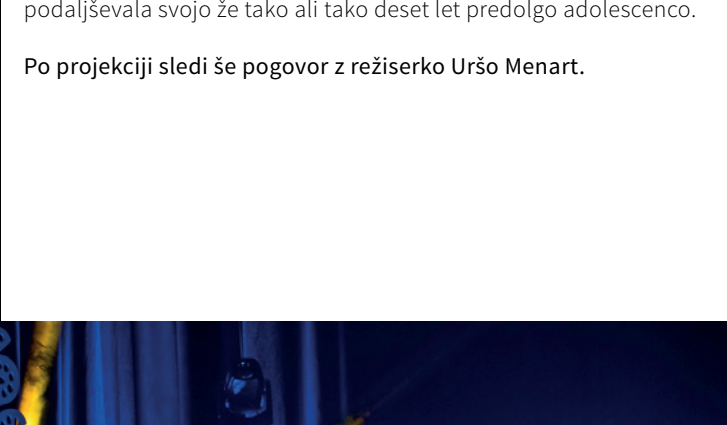 podaljševala svojo že tako ali tako deset let predolgo adolescenco.
Po projekciji sledi še pogovor z režiserko Uršo Menart.